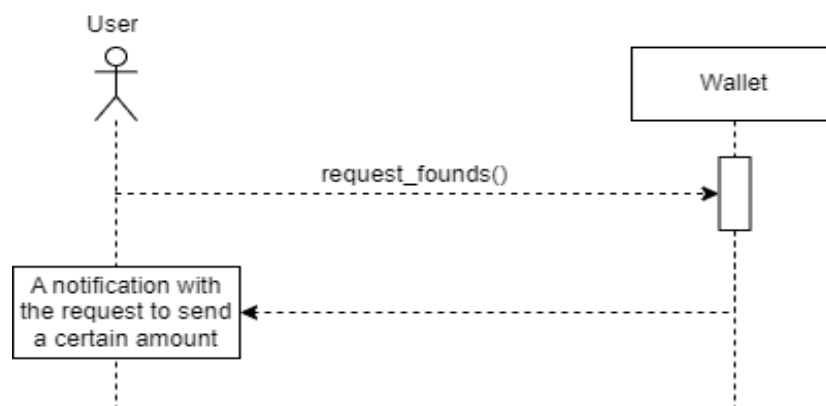 User
Wallet
request_founds()
A notification with
the request to send
a certain amount